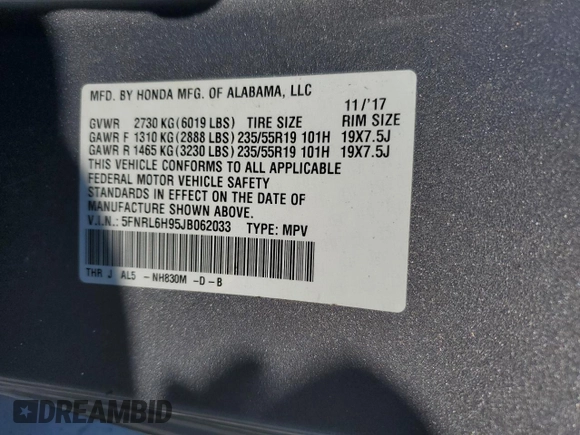 MFD. BY HONDA MFG. OF ALABAMA, LLC
11/'17
GVWR 2730 KG(6019 LBS) TIRE SIZE RIM SIZE
GAWR F 1310 KG(2888 LBS) 235/55R19 101H 19X7.5J
GAWR R 1465 KG(3230 LBS) 235/55R19 101H 19X7.5J
THIS VEHICLE CONFORMS TO ALL APPLICABLE
FEDERAL MOTOR VEHICLE SAFETY
STANDARDS IN EFFECT ON THE DATE OF
MANUFACTURE SHOWN ABOVE.
V.I.N.: 5FNRL6H95JB062033 TYPE: MPV
THR J AL5 -NH830M -D-B
DREAMBID